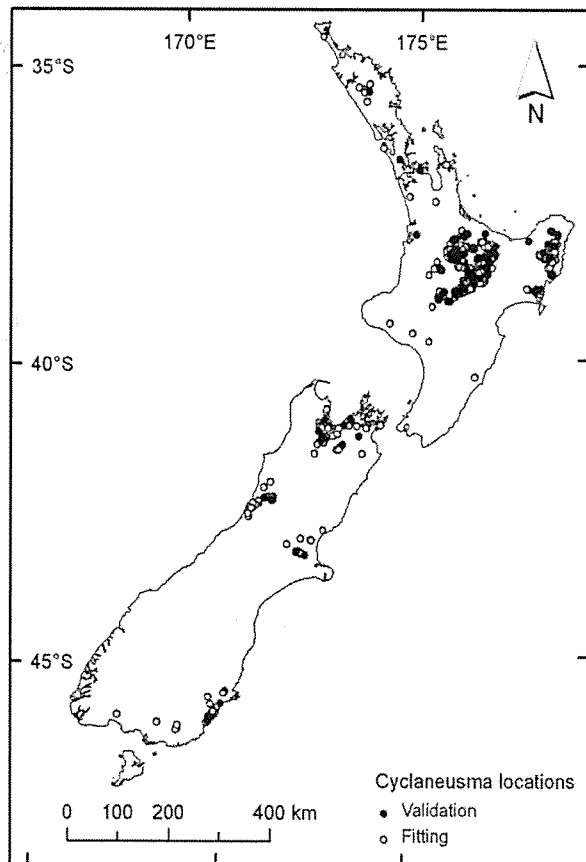 170°E 175°E
35°S
N
40°S
45°S
Cyclaneusma locations
0 100 200 400 km
Validation
Fitting